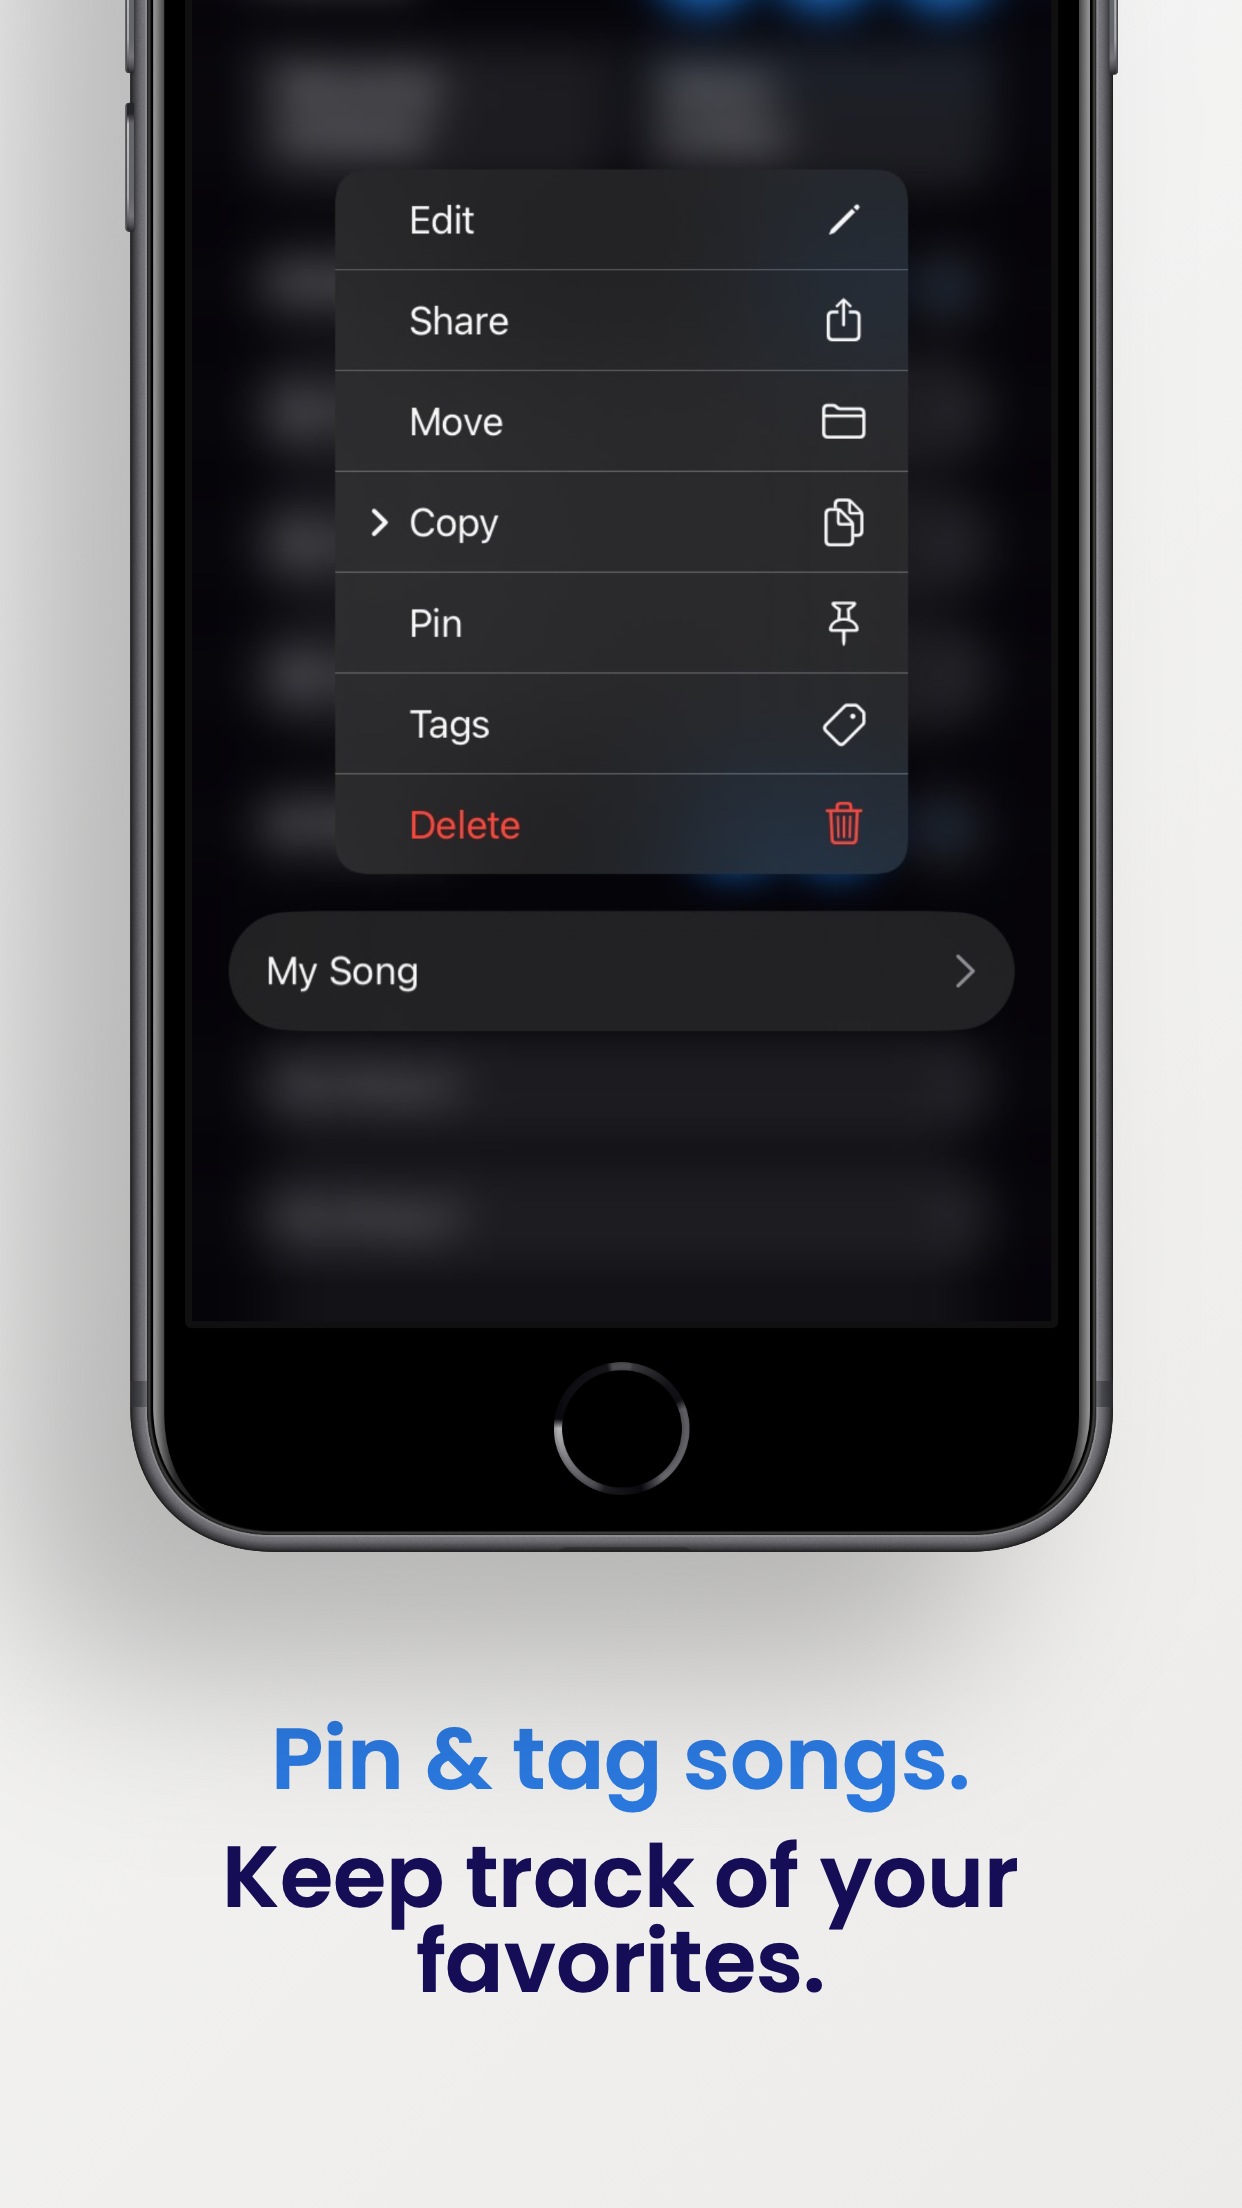 Edit
Share
Move
Copy
Pin
Tags
Delete
My Song
Pin & tag songs.
Keep track of your
favorites.